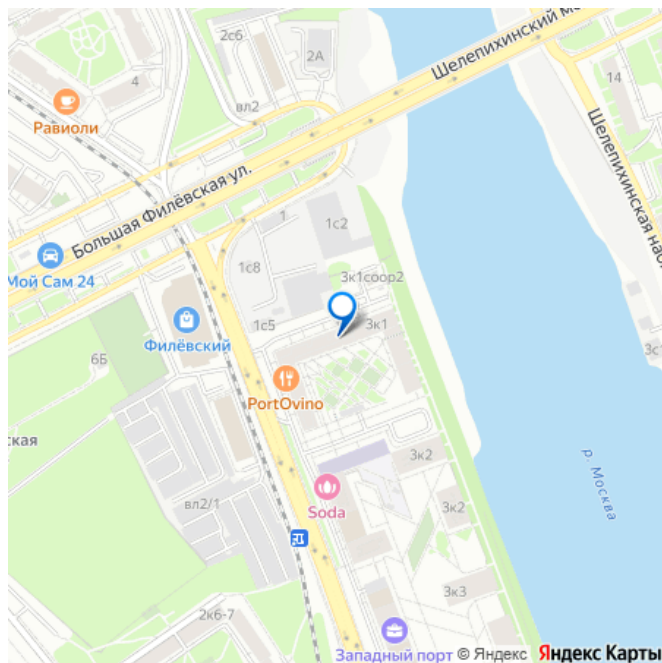 2с6
2А
Шелепихинский мо
4
вл2
14
Равиоли
Шелепихинская наб.
Большая Филёвская ул.
1
1с2
1с8
3к1соор2
Мой Сам 24
1с5
3к1
Филёвский
6Б
3с1
PortOvino
ская
3к2
р. Москва
Soda
вл2/1
3к2
3к3
2к6-7
Западный порт
© Яндекс Яндекс Карты